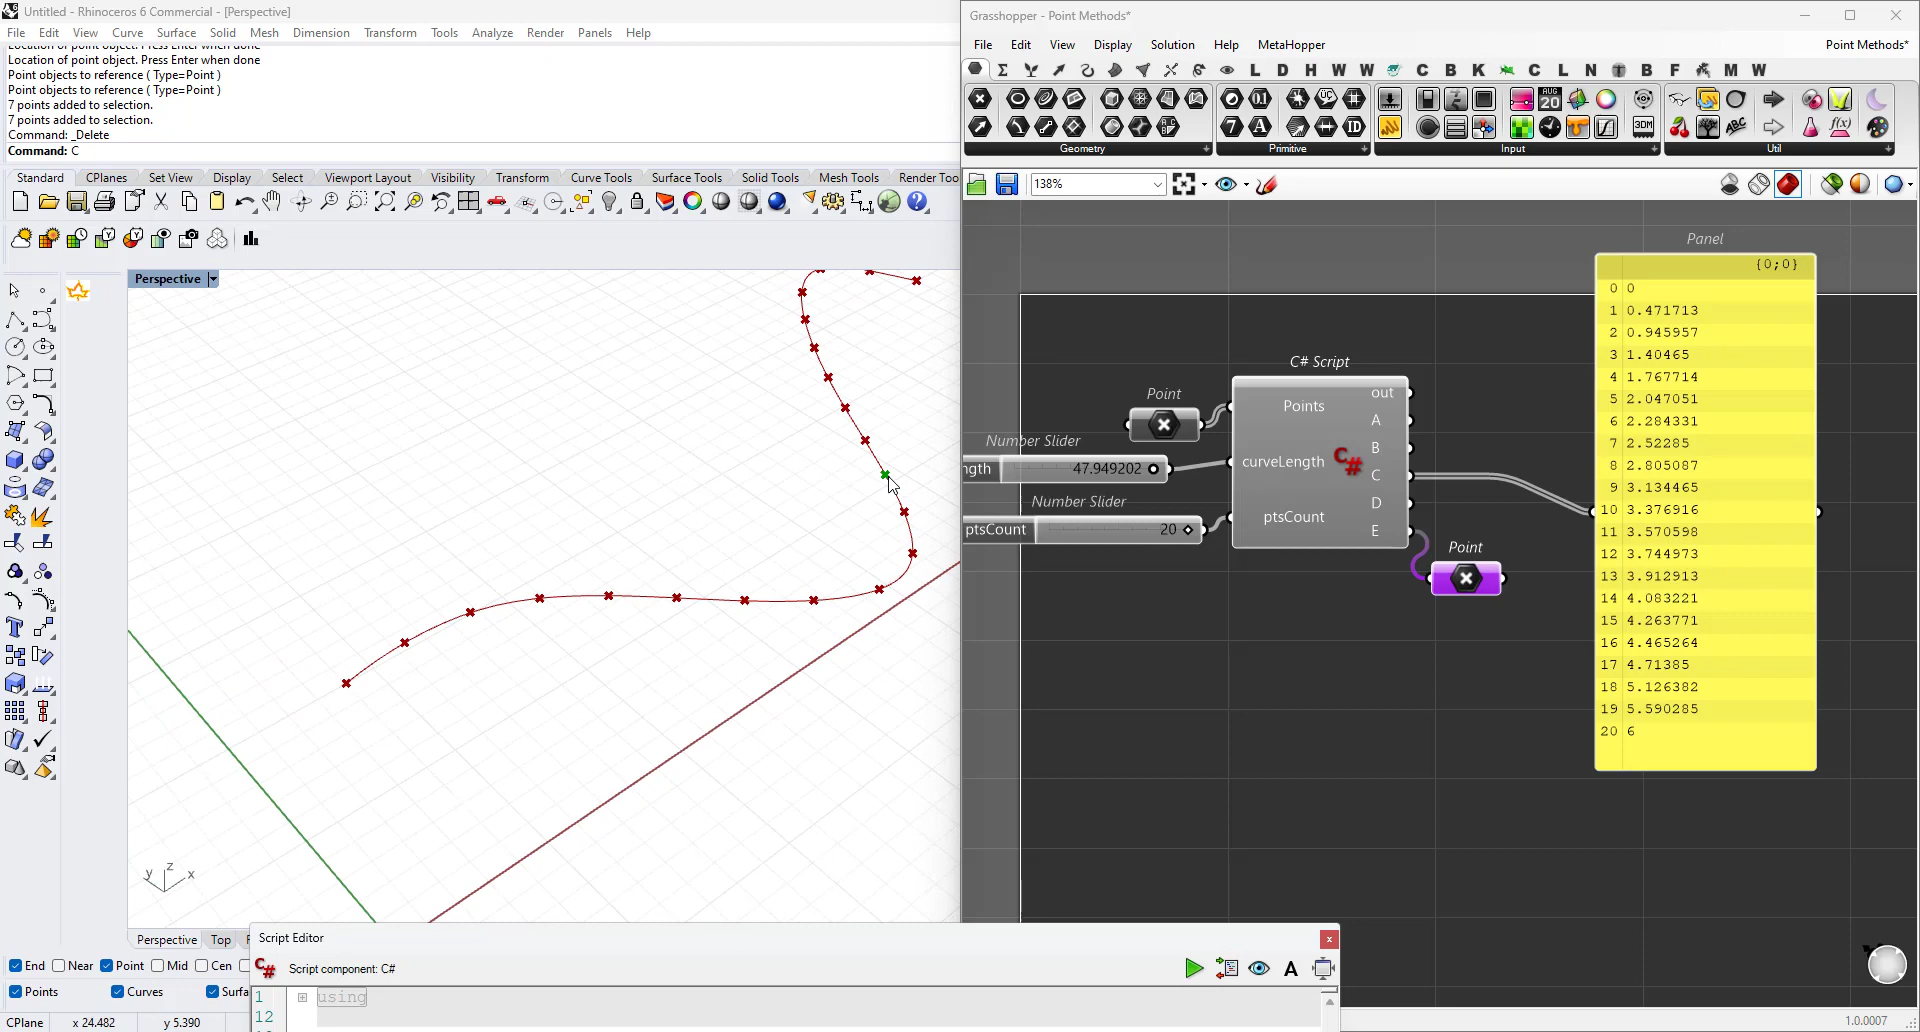 Untitled - Rhinoceros 6 Commercial - [Perspective]
File Edit View Curve Surface Solid Mesh Dimension Transform Tools Analyze Render Panels Help
Location of point object. Press Enter when done
Location of point object. Press Enter when done
Point objects to reference ( Type=Point )
Point objects to reference ( Type=Point )
7 points added to selection.
7 points added to selection.
Command: _Delete
Command: C
Standard CPlanes Set View Display Select Viewport Layout Visibility Transform Curve Tools Surface Tools Solid Tools Mesh Tools Render Too
Perspective
y z x
Perspective Top
End Near Point Mid Cen
Points Curves Surfa
CPlane x 24.482 y 5.390
Grasshopper - Point Methods*
File Edit View Display Solution Help MetaHopper Point Methods*
L D H W W C B K C L N B F M W
Geometry Primitive Input Util
138%
Panel
{0;0}
0 0
1 0.471713
2 0.945957
3 1.40465
4 1.767714
5 2.047051
6 2.284331
7 2.52285
8 2.805087
9 3.134465
10 3.376916
11 3.570598
12 3.744973
13 3.912913
14 4.083221
15 4.263771
16 4.465264
17 4.71385
18 5.126382
19 5.590285
20 6
C# Script
Points
curveLength
ptsCount
out
A
B
C
D
E
C#
Point
Number Slider
ngth 47.949202
Number Slider
ptsCount 20
Point
Script Editor
C# Script component: C#
1 using
12
1.0.0007